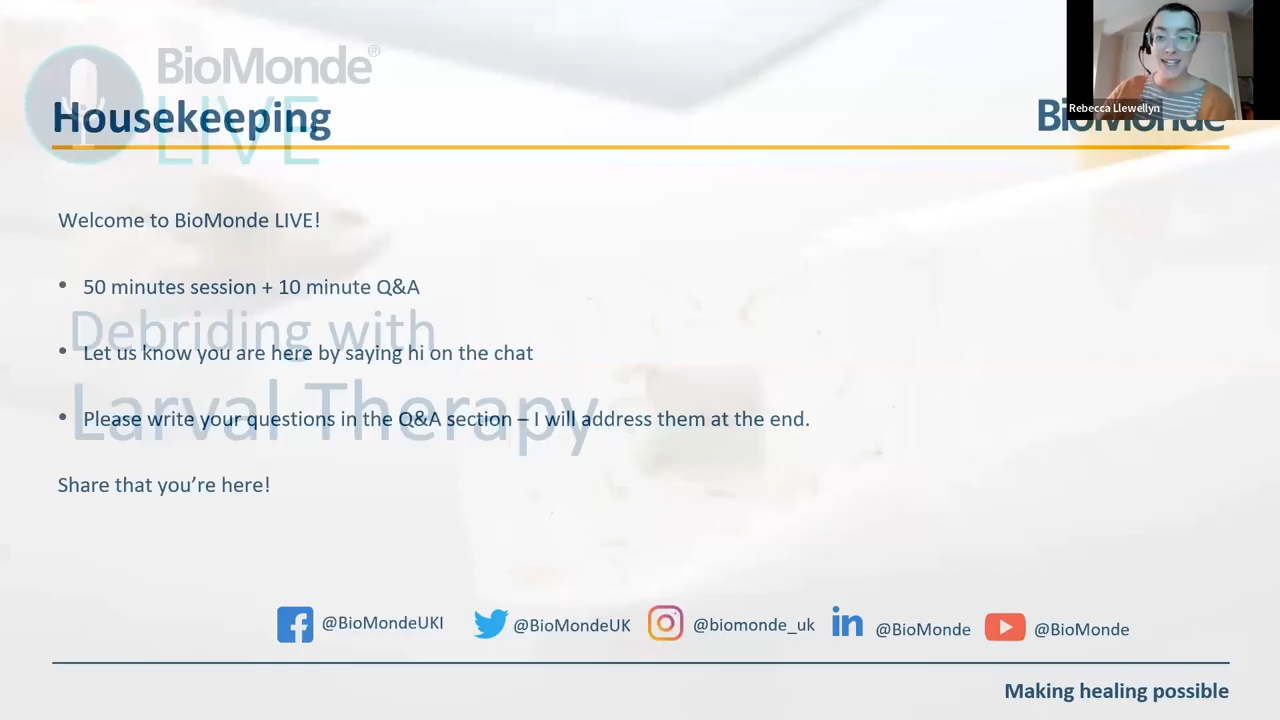 BioMonde®
LIVE
Housekeeping
BioMonde
Rebecca Llewellyn
Welcome to BioMonde LIVE!
• 50 minutes session + 10 minute Q&A
Debriding with
• Let us know you are here by saying hi on the chat
Larval Therapy
• Please write your questions in the Q&A section – I will address them at the end.
Share that you're here!
@BioMondeUKI
@BioMondeUK
@biomonde_uk
in @BioMonde
@BioMonde
Making healing possible